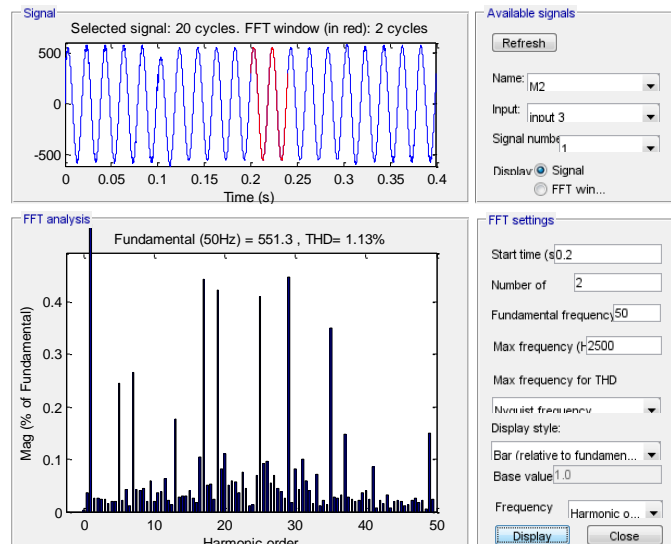 Signal
Selected signal: 20 cycles. FFT window (in red): 2 cycles
500
0
-500
0 0.05 0.1 0.15 0.2 0.25 0.3 0.35 0.4
Time (s)
Available signals
Refresh
Name:
M2
Input:
input 3
Signal numbe
1
Display
Signal
FFT win...
FFT analysis
Fundamental (50Hz) = 551.3 , THD= 1.13%
Mag (% of Fundamental)
0.4
0.3
0.2
0.1
0
0 10 20 30 40 50
Harmonic order
FFT settings
Start time (s 0.2
Number of 2
Fundamental frequency 50
Max frequency (H 2500
Max frequency for THD
Nyquist frequency
Display style:
Bar (relative to fundamen...
Base value 1.0
Frequency Harmonic o...
Display Close